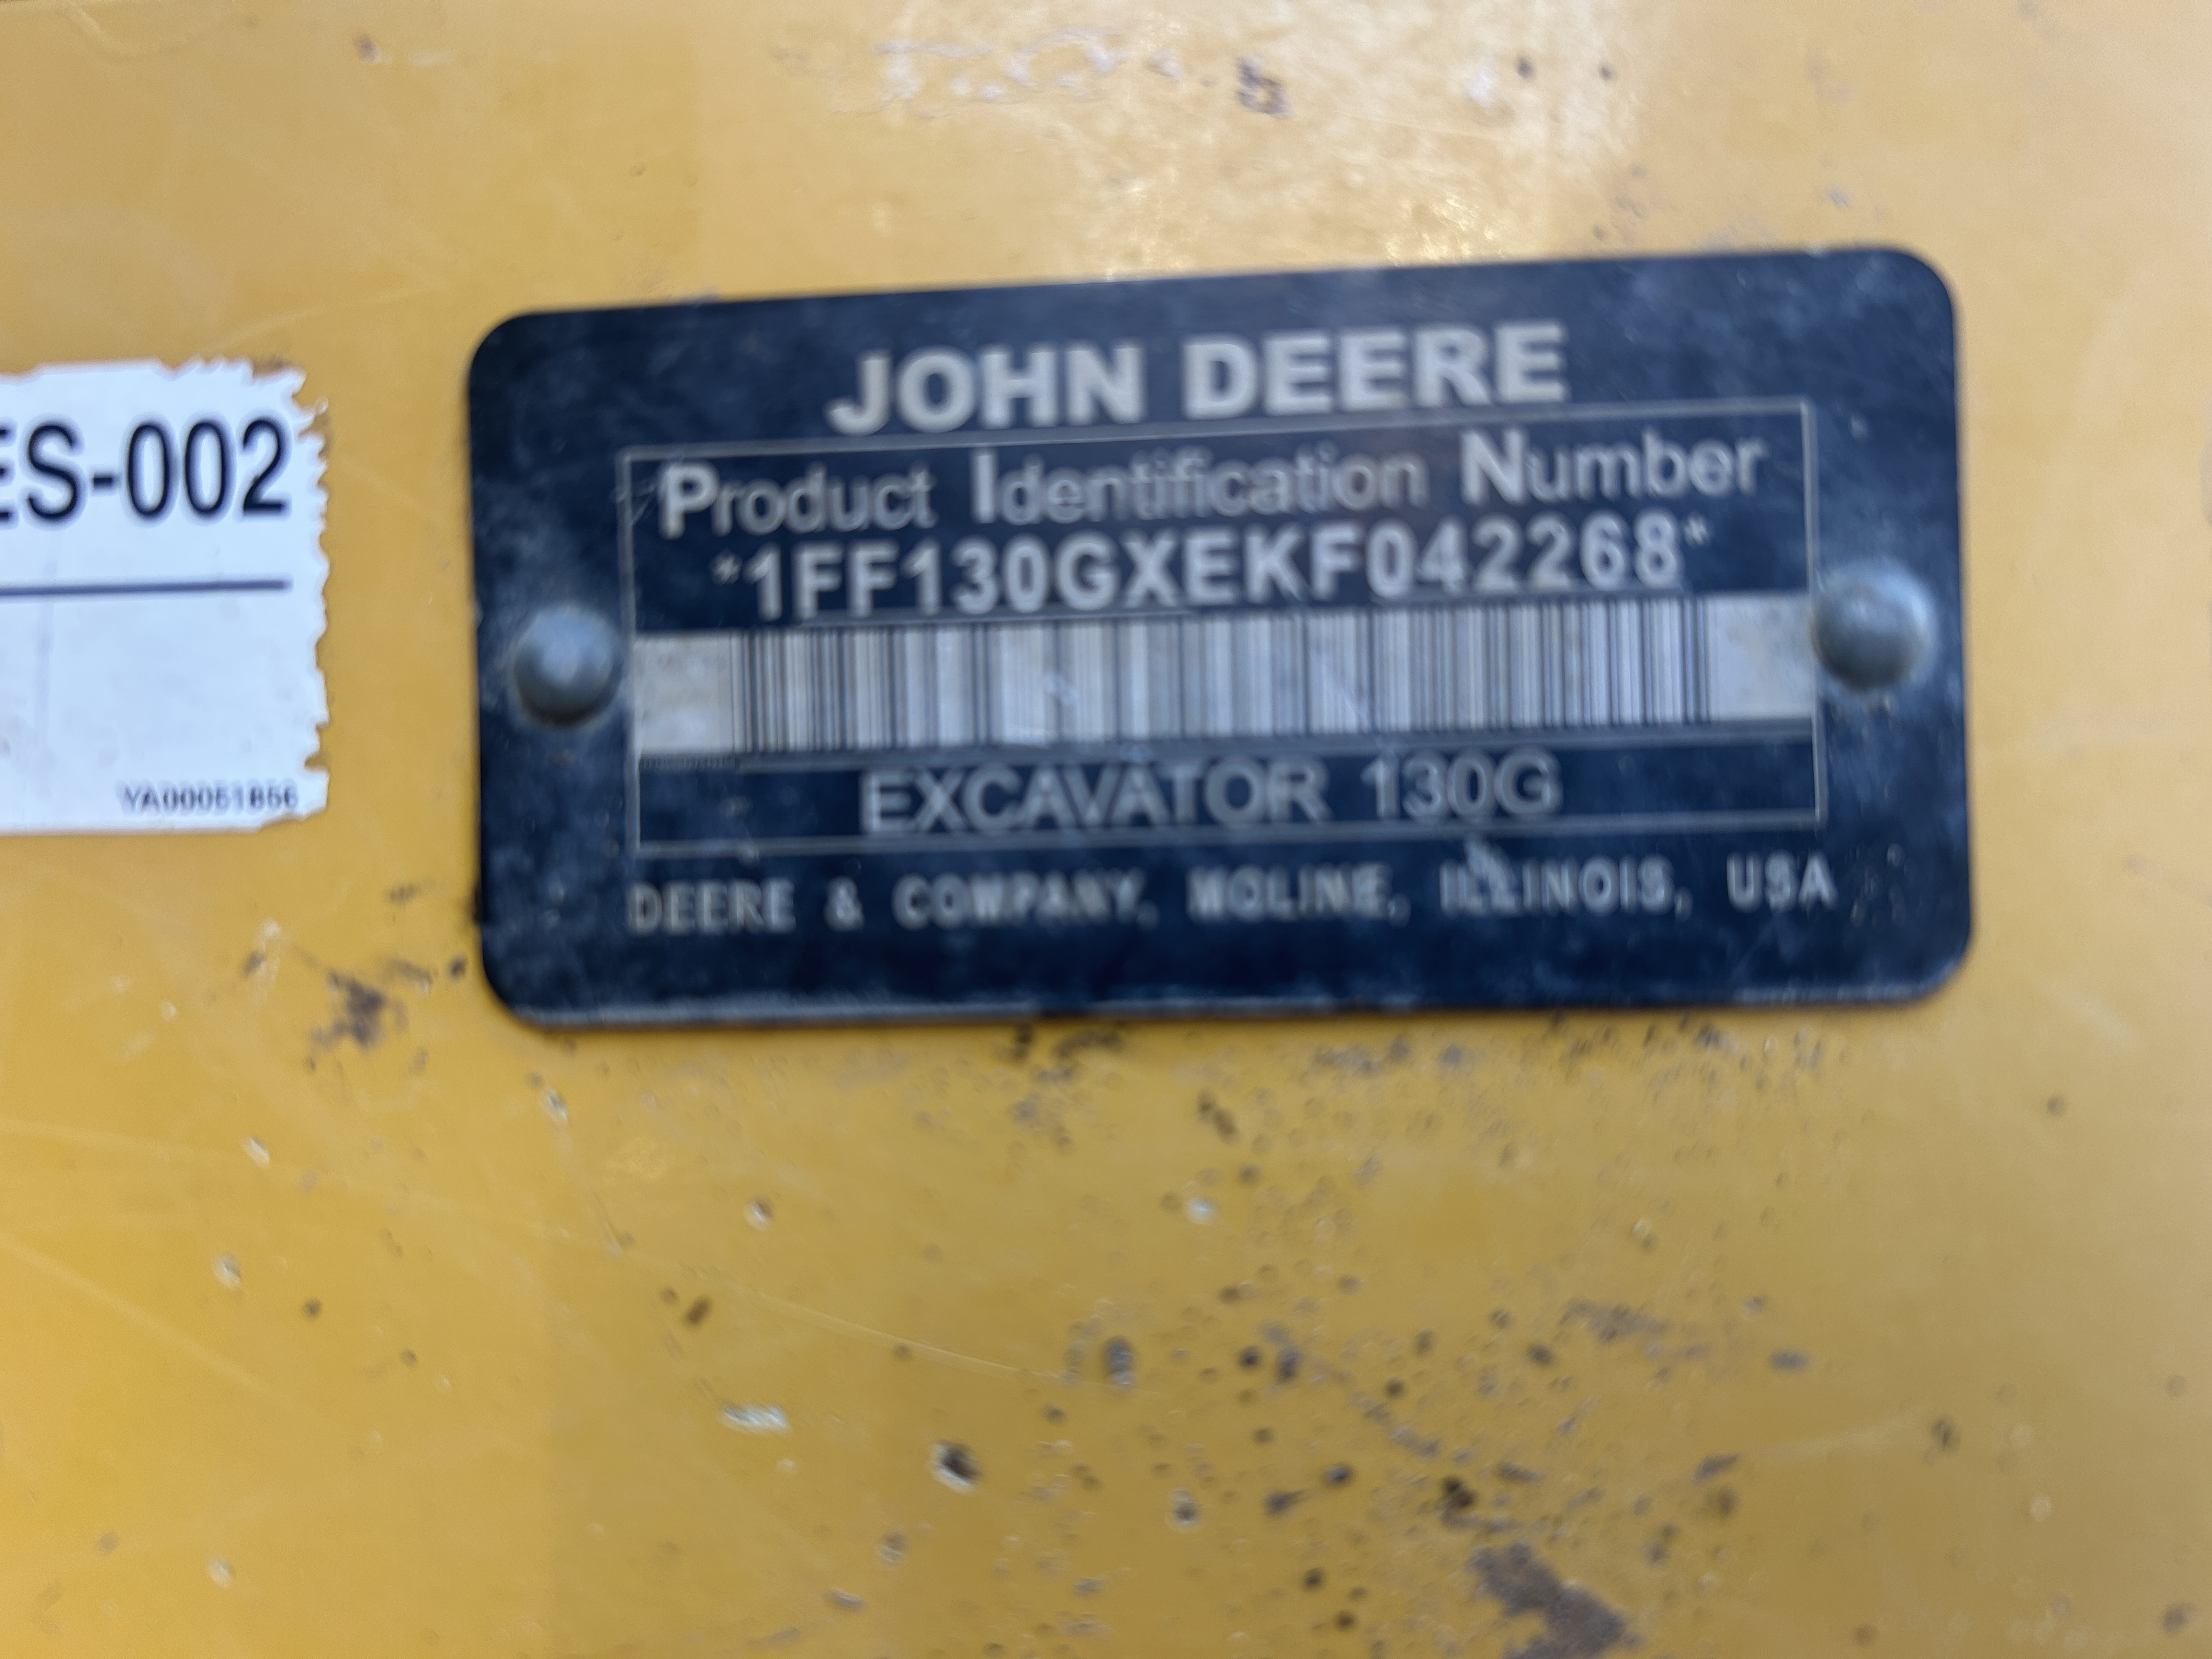 ES-002
YA00051856
JOHN DEERE
Product Identification Number
*1FF130GXEKF042268*
EXCAVATOR 130G
DEERE & COMPANY, MOLINE, ILLINOIS, USA